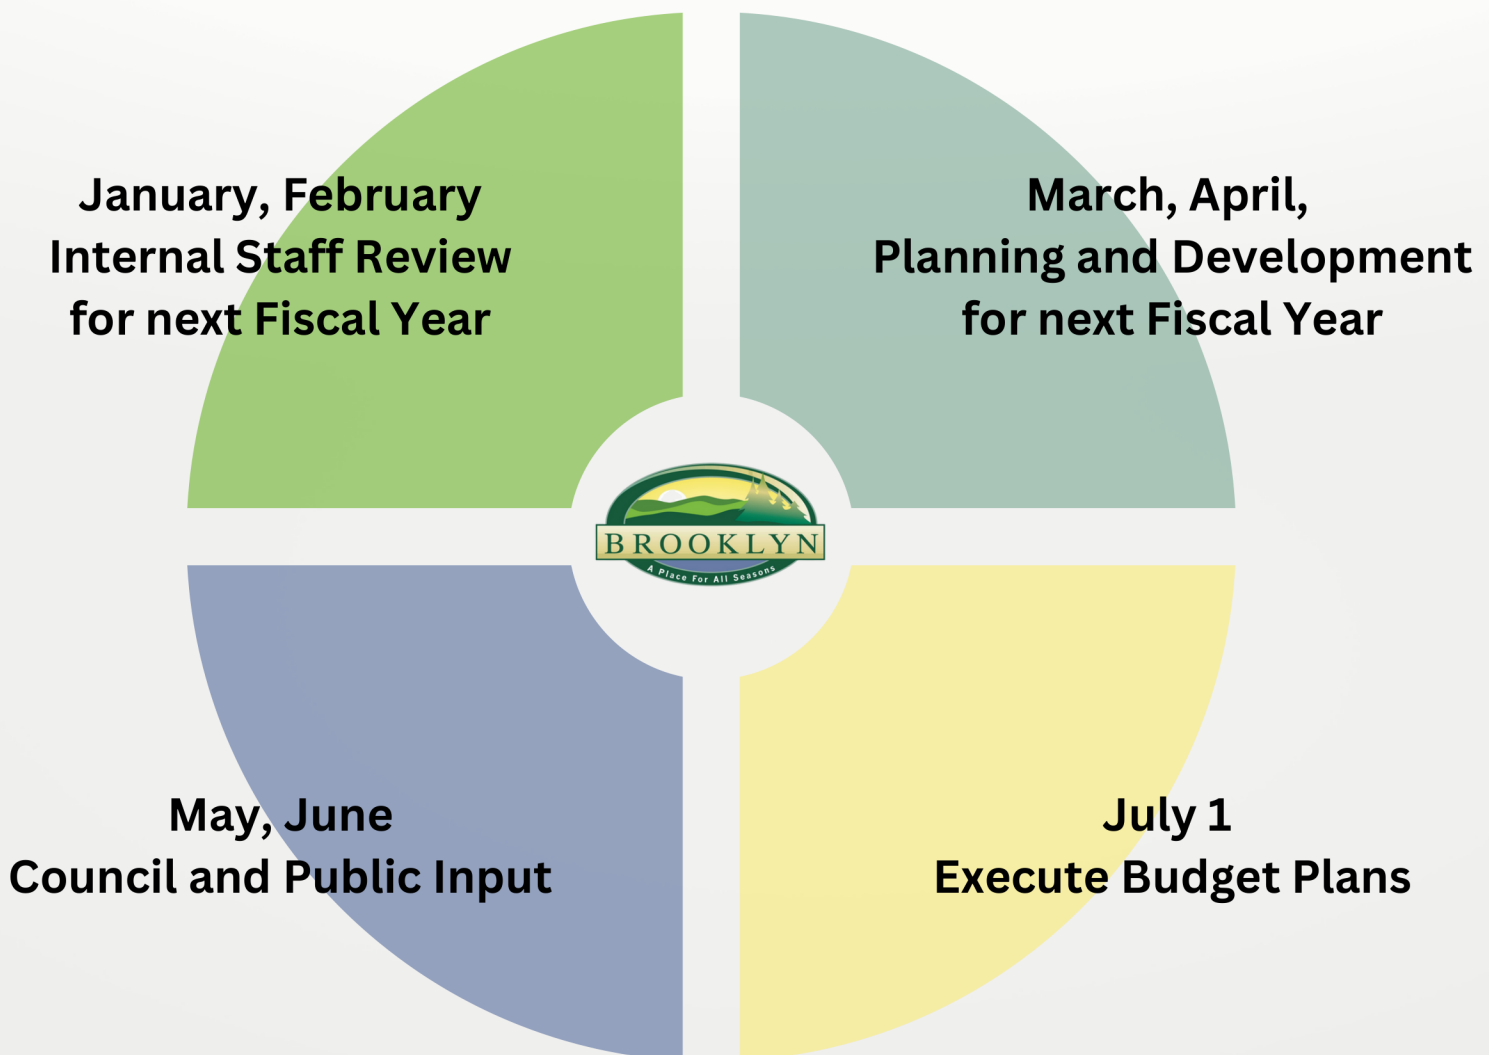 January, February
Internal Staff Review
for next Fiscal Year
March, April,
Planning and Development
for next Fiscal Year
BROOKLYN
A Place For All Seasons
May, June
Council and Public Input
July 1
Execute Budget Plans